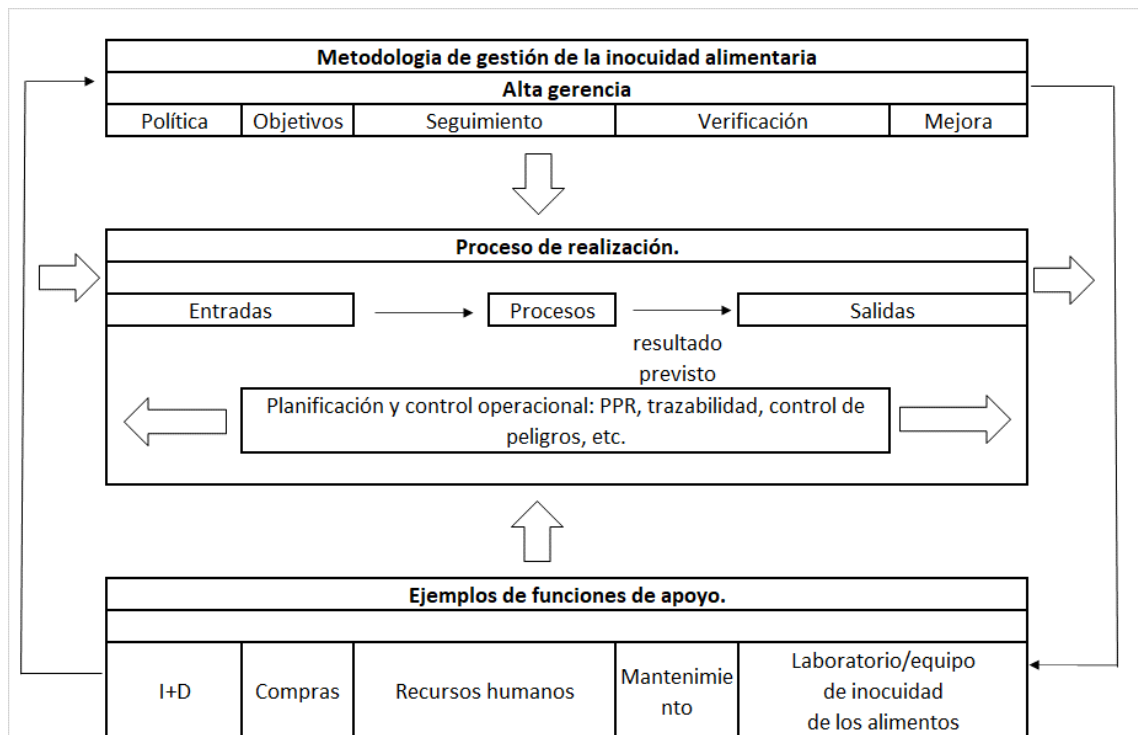 Metodologia de gestión de la inocuidad alimentaria
Alta gerencia
Política Objetivos Seguimiento Verificación Mejora
Proceso de realización.
Entradas Procesos Salidas
resultado
previsto
Planificación y control operacional: PPR, trazabilidad, control de
peligros, etc.
Ejemplos de funciones de apoyo.
I+D Compras Recursos humanos
Mantenimie
nto
Laboratorio/equipo
de inocuidad
de los alimentos